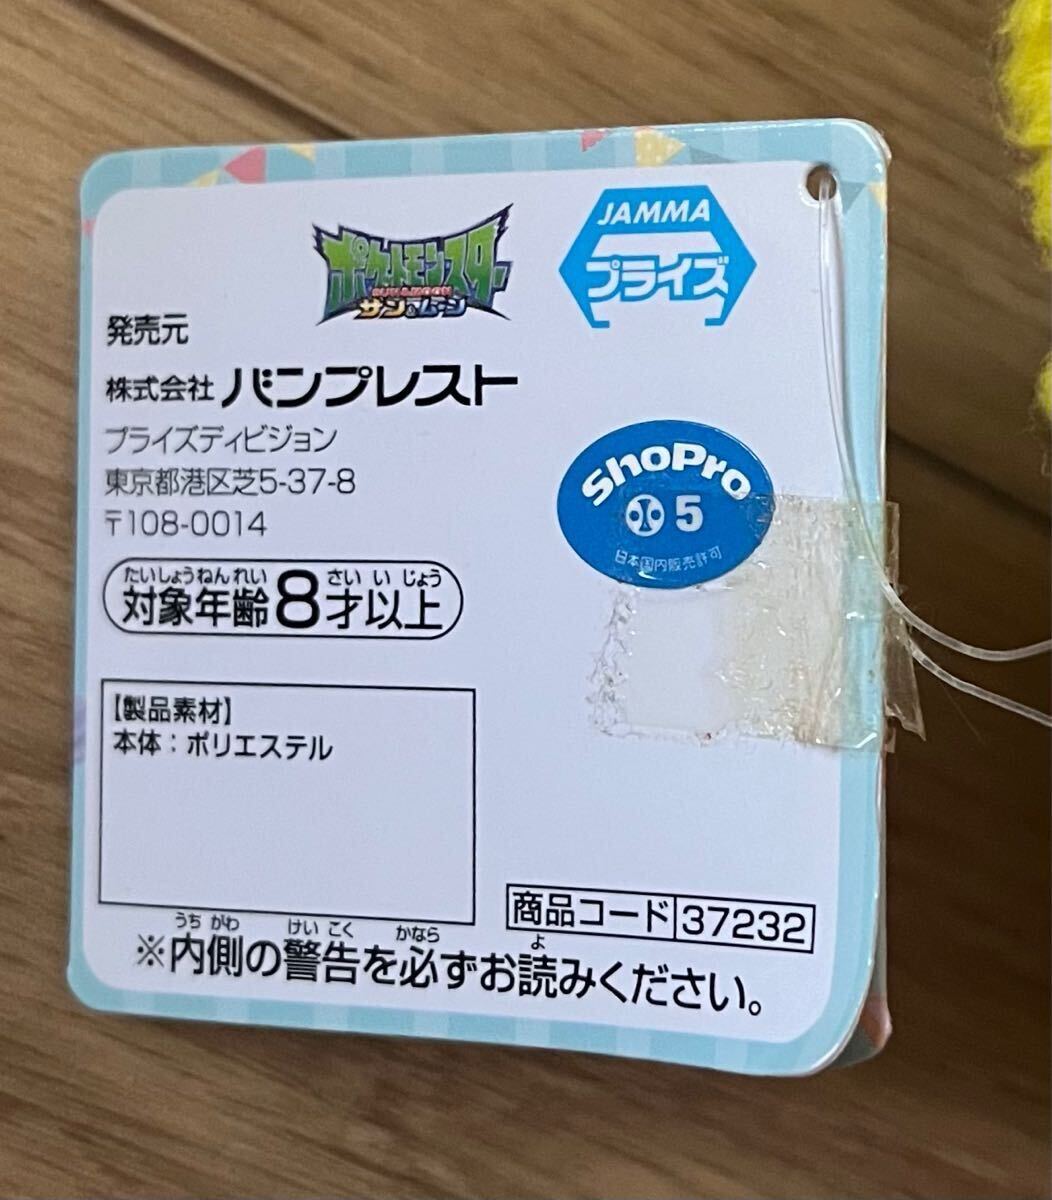 ポケットモンスター
SUN & MOON
サン&ムーン
JAMMA
プライズ
発売元
株式会社 バンプレスト
プライズディビジョン
東京都港区芝5-37-8
〒108-0014
ShoPro
5
日本国内販売許可
たいしょうねんれい さい い じょう
対象年齢8才以上
【製品素材】
本体:ポリエステル
商品コード 37232
うち がわ けい こく かなら よ
※内側の警告を必ずお読みください。